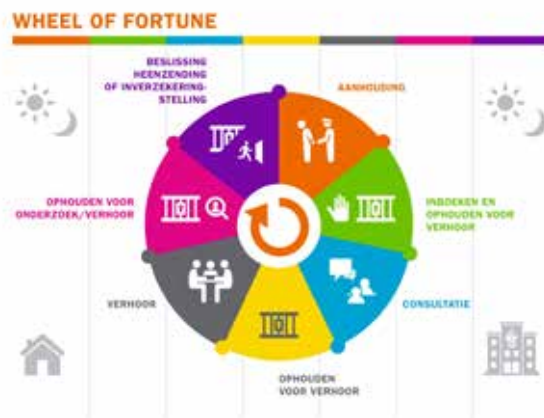 WHEEL OF FORTUNE
BESLISSING
HEENZENDING
OF INVERZEKERING-
STELLING
AANHOUDING
OPHOUDEN VOOR
ONDERZOEK/VERHOOR
INBOEKEN EN
OPHOUDEN VOOR
VERHOOR
VERHOOR
CONSULTATIE
OPHOUDEN
VOOR VERHOOR